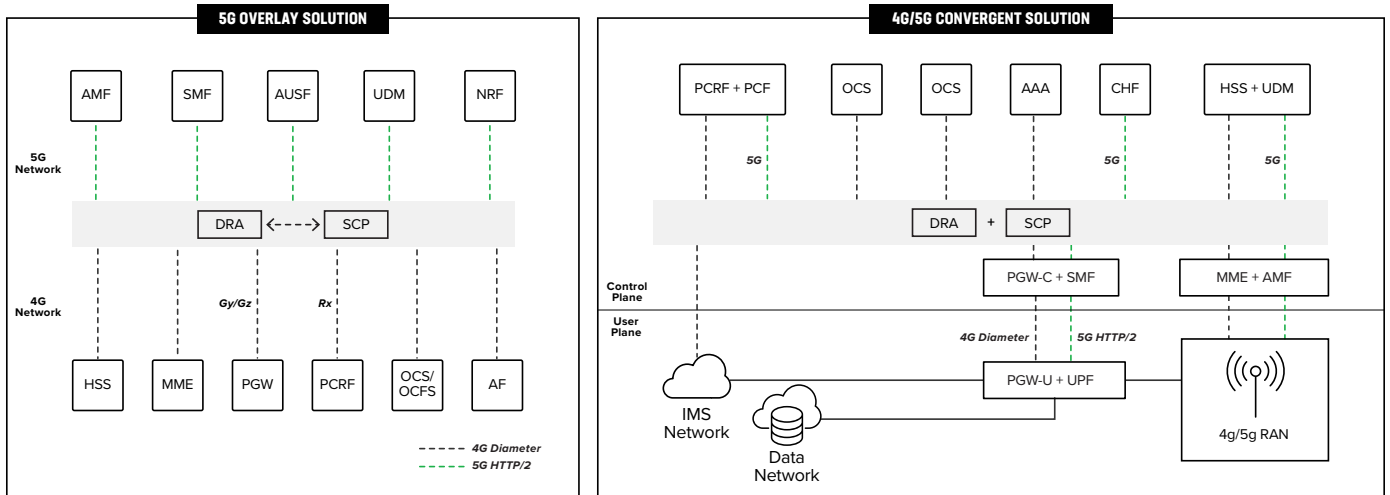 5G OVERLAY SOLUTION
AMF
SMF
AUSF
UDM
NRF
5G
Network
DRA
SCP
4G
Network
Gy/Gz
Rx
HSS
MME
PGW
PCRF
OCS/
OCFS
AF
4G Diameter
5G HTTP/2
4G/5G CONVERGENT SOLUTION
PCRF + PCF
OCS
OCS
AAA
CHF
HSS + UDM
5G
5G
5G
DRA
+
SCP
PGW-C + SMF
MME + AMF
Control
Plane
User
Plane
4G Diameter
5G HTTP/2
PGW-U + UPF
IMS
Network
Data
Network
4g/5g RAN